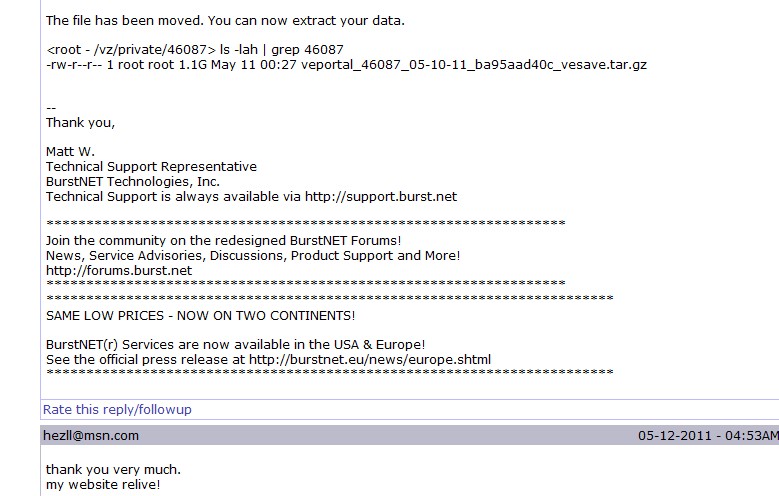 The file has been moved. You can now extract your data.
<root - /vz/private/46087> ls -lah | grep 46087
-rw-r--r-- 1 root root 1.1G May 11 00:27 veportal_46087_05-10-11_ba95aad40c_vesave.tar.gz
--
Thank you,
Matt W.
Technical Support Representative
BurstNET Technologies, Inc.
Technical Support is always available via http://support.burst.net
*****************************************************************
Join the community on the redesigned BurstNET Forums!
News, Service Advisories, Discussions, Product Support and More!
http://forums.burst.net
*****************************************************************
***********************************************************************
SAME LOW PRICES - NOW ON TWO CONTINENTS!
BurstNET(r) Services are now available in the USA & Europe!
See the official press release at http://burstnet.eu/news/europe.shtml
***********************************************************************
Rate this reply/followup
hezll@msn.com 05-12-2011 - 04:53AM
thank you very much.
my website relive!